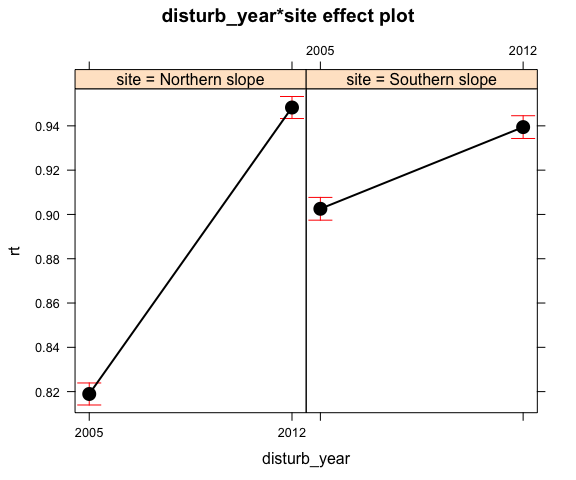 disturb_year*site effect plot
2005 2012
site = Northern slope site = Southern slope
0.94
0.92
0.90
0.88
0.86
0.84
0.82
rt
2005 2012
disturb_year